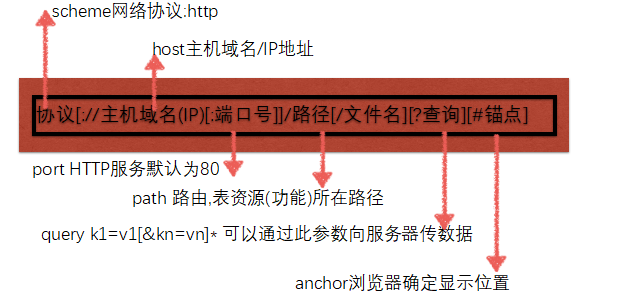 scheme网络协议:http
host主机域名/IP地址
协议[://主机域名(IP)[:端口号]]/路径[/文件名][?查询][#锚点]
port HTTP服务默认为80
path 路由,表资源(功能)所在路径
query k1=v1[&kn=vn]* 可以通过此参数向服务器传数据
anchor浏览器确定显示位置